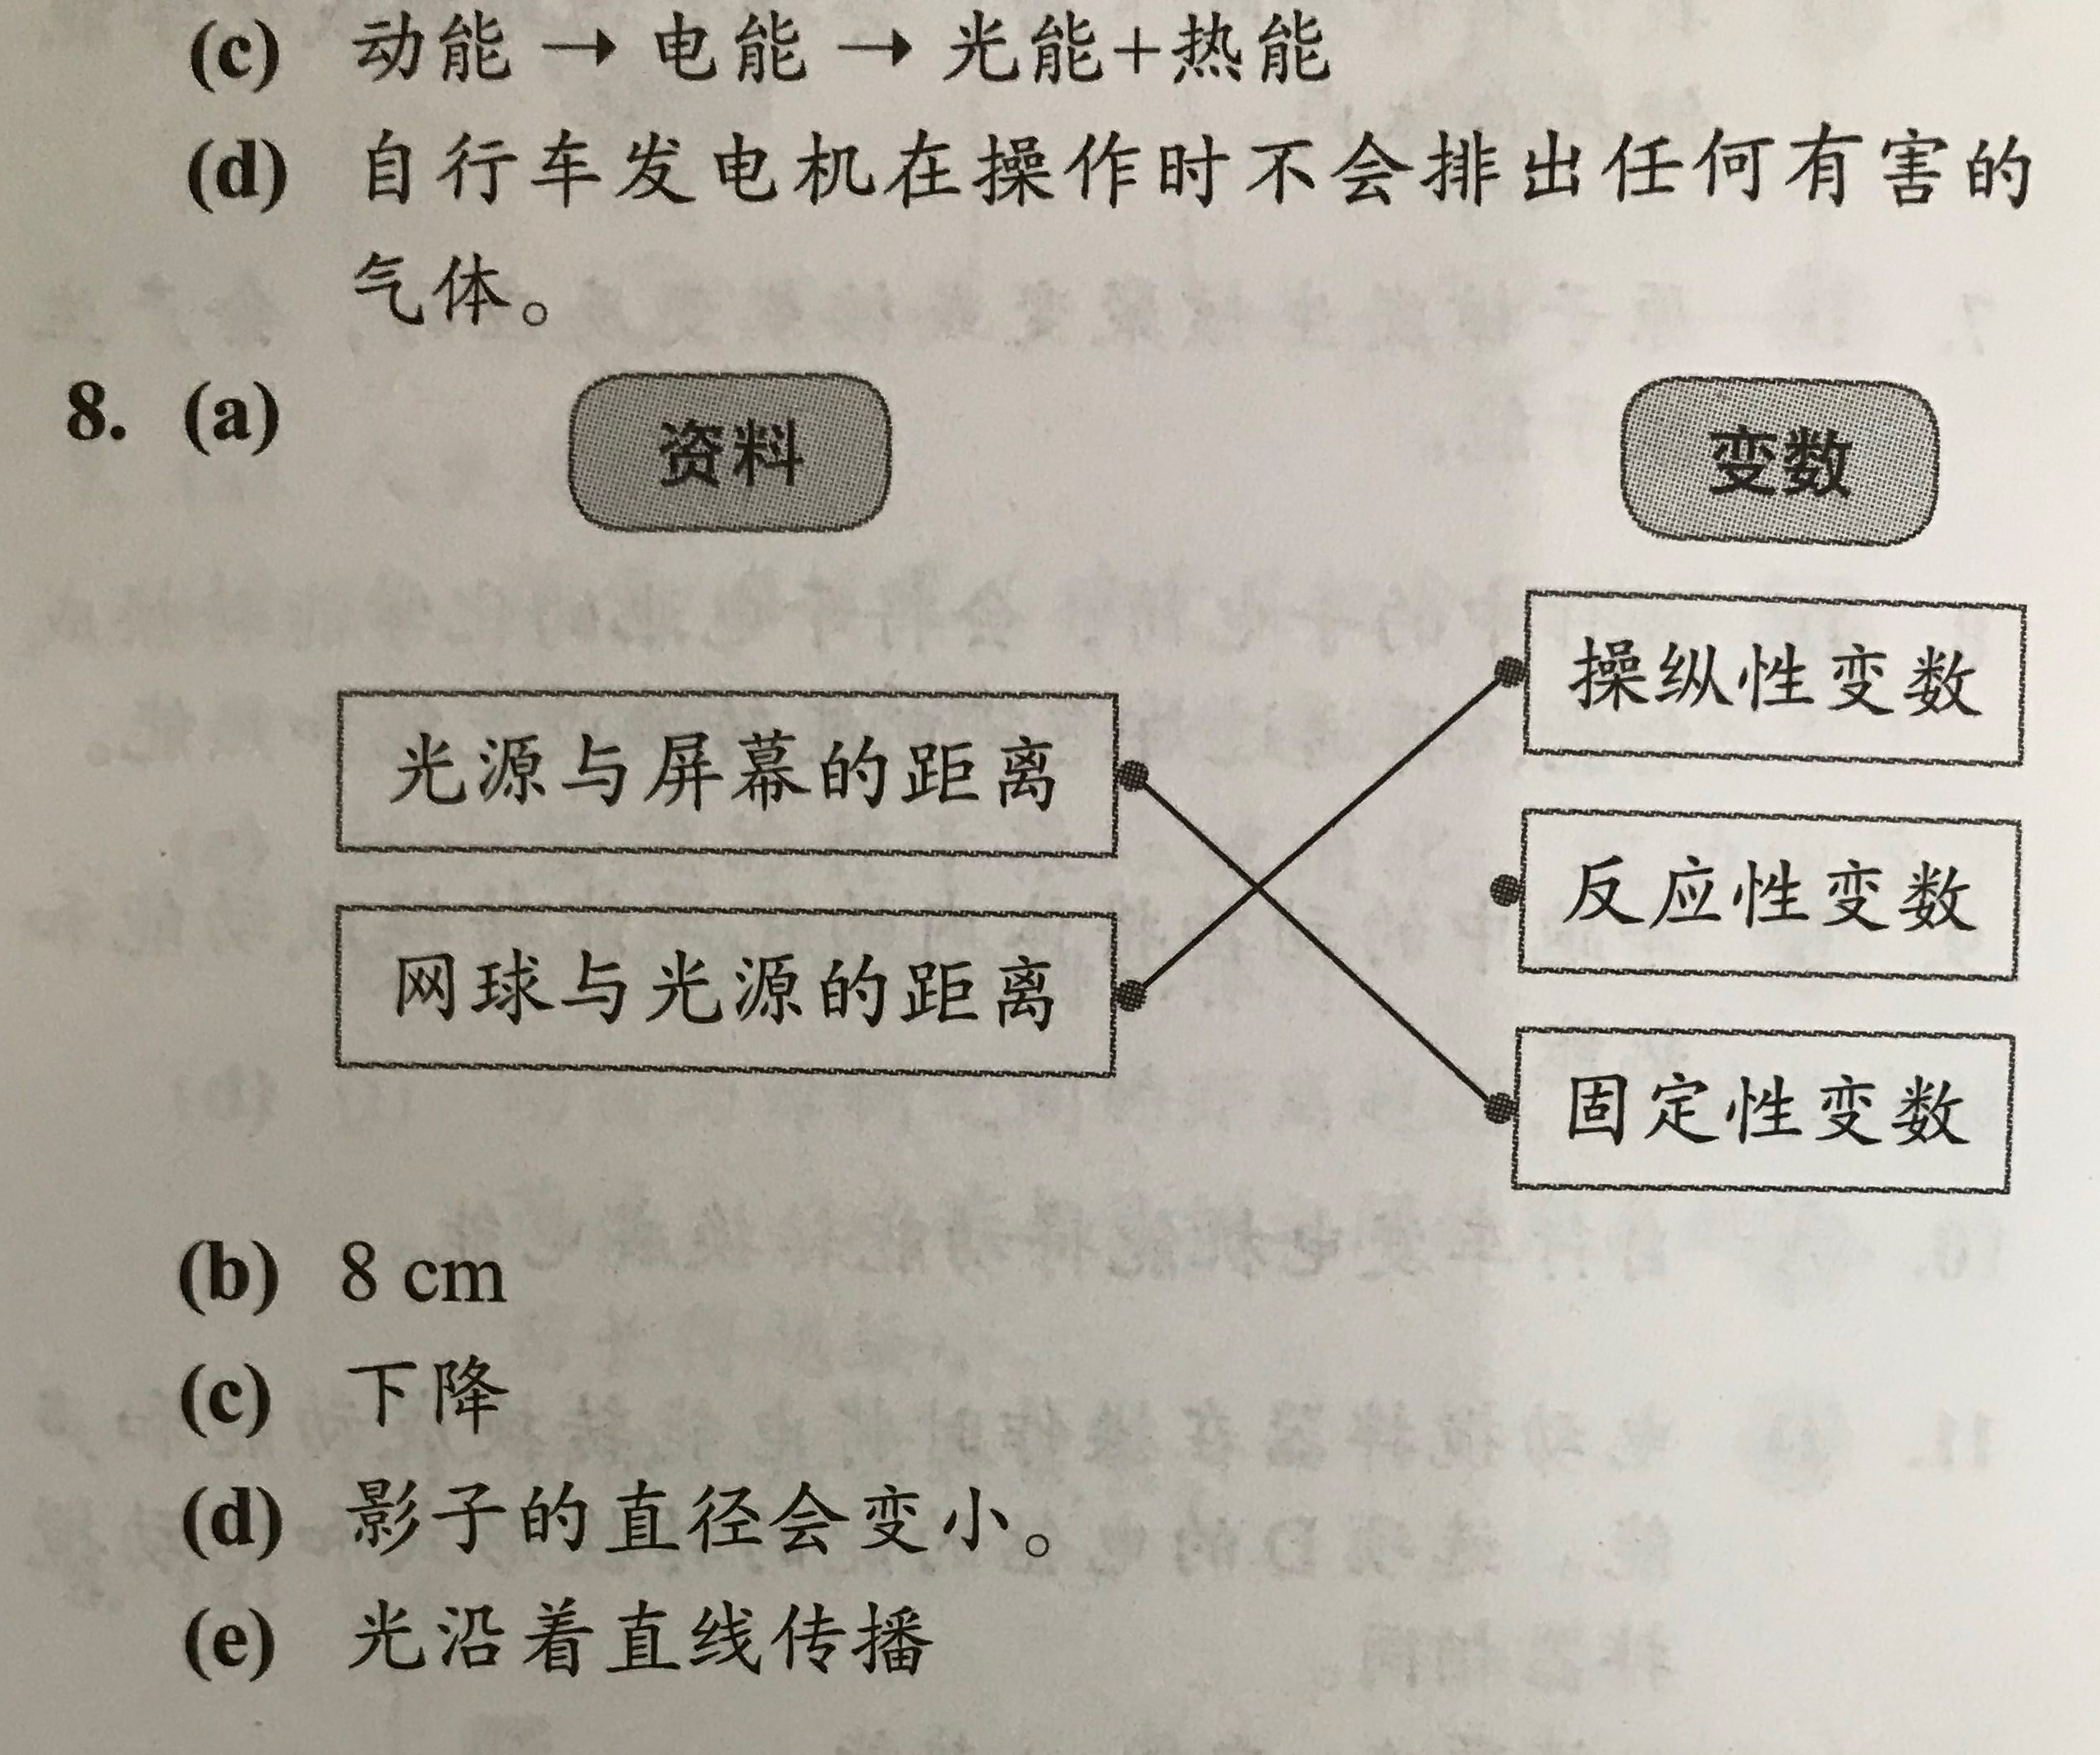 (c) 动能 → 电能 → 光能+热能
(d) 自行车发电机在操作时不会排出任何有害的
气体。
8. (a) 资料 变数
操纵性变数
光源与屏幕的距离
反应性变数
网球与光源的距离
固定性变数
(b) 8 cm
(c) 下降
(d) 影子的直径会变小。
(e) 光沿着直线传播